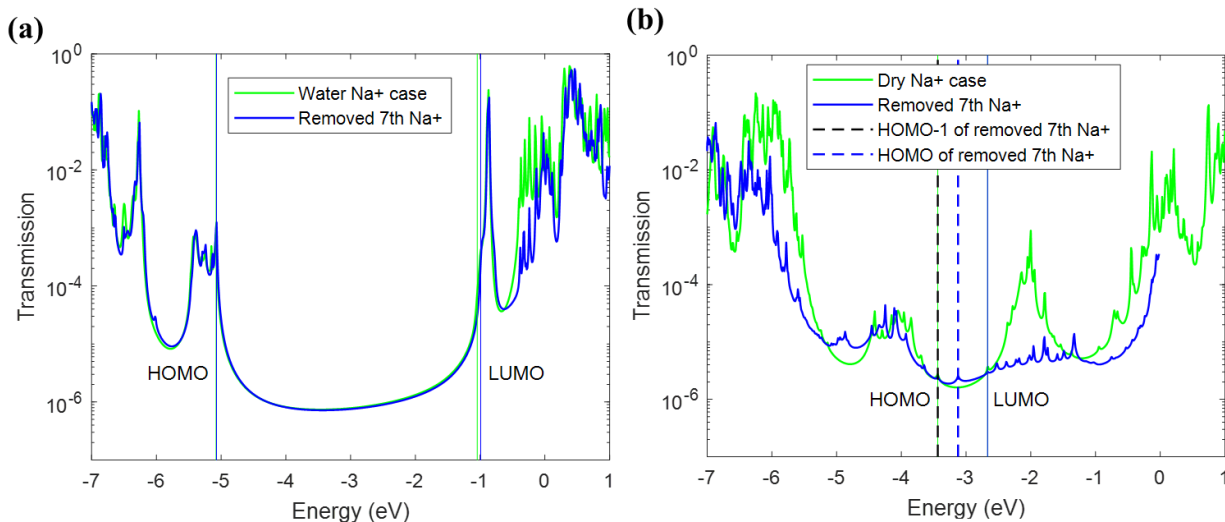 (a)
10^0
10^-2
10^-4
10^-6
Transmission
Water Na+ case
Removed 7th Na+
HOMO
LUMO
-7 -6 -5 -4 -3 -2 -1 0 1
Energy (eV)
(b)
10^0
10^-2
10^-4
10^-6
Transmission
Dry Na+ case
Removed 7th Na+
HOMO-1 of removed 7th Na+
HOMO of removed 7th Na+
HOMO
LUMO
-7 -6 -5 -4 -3 -2 -1 0 1
Energy (eV)